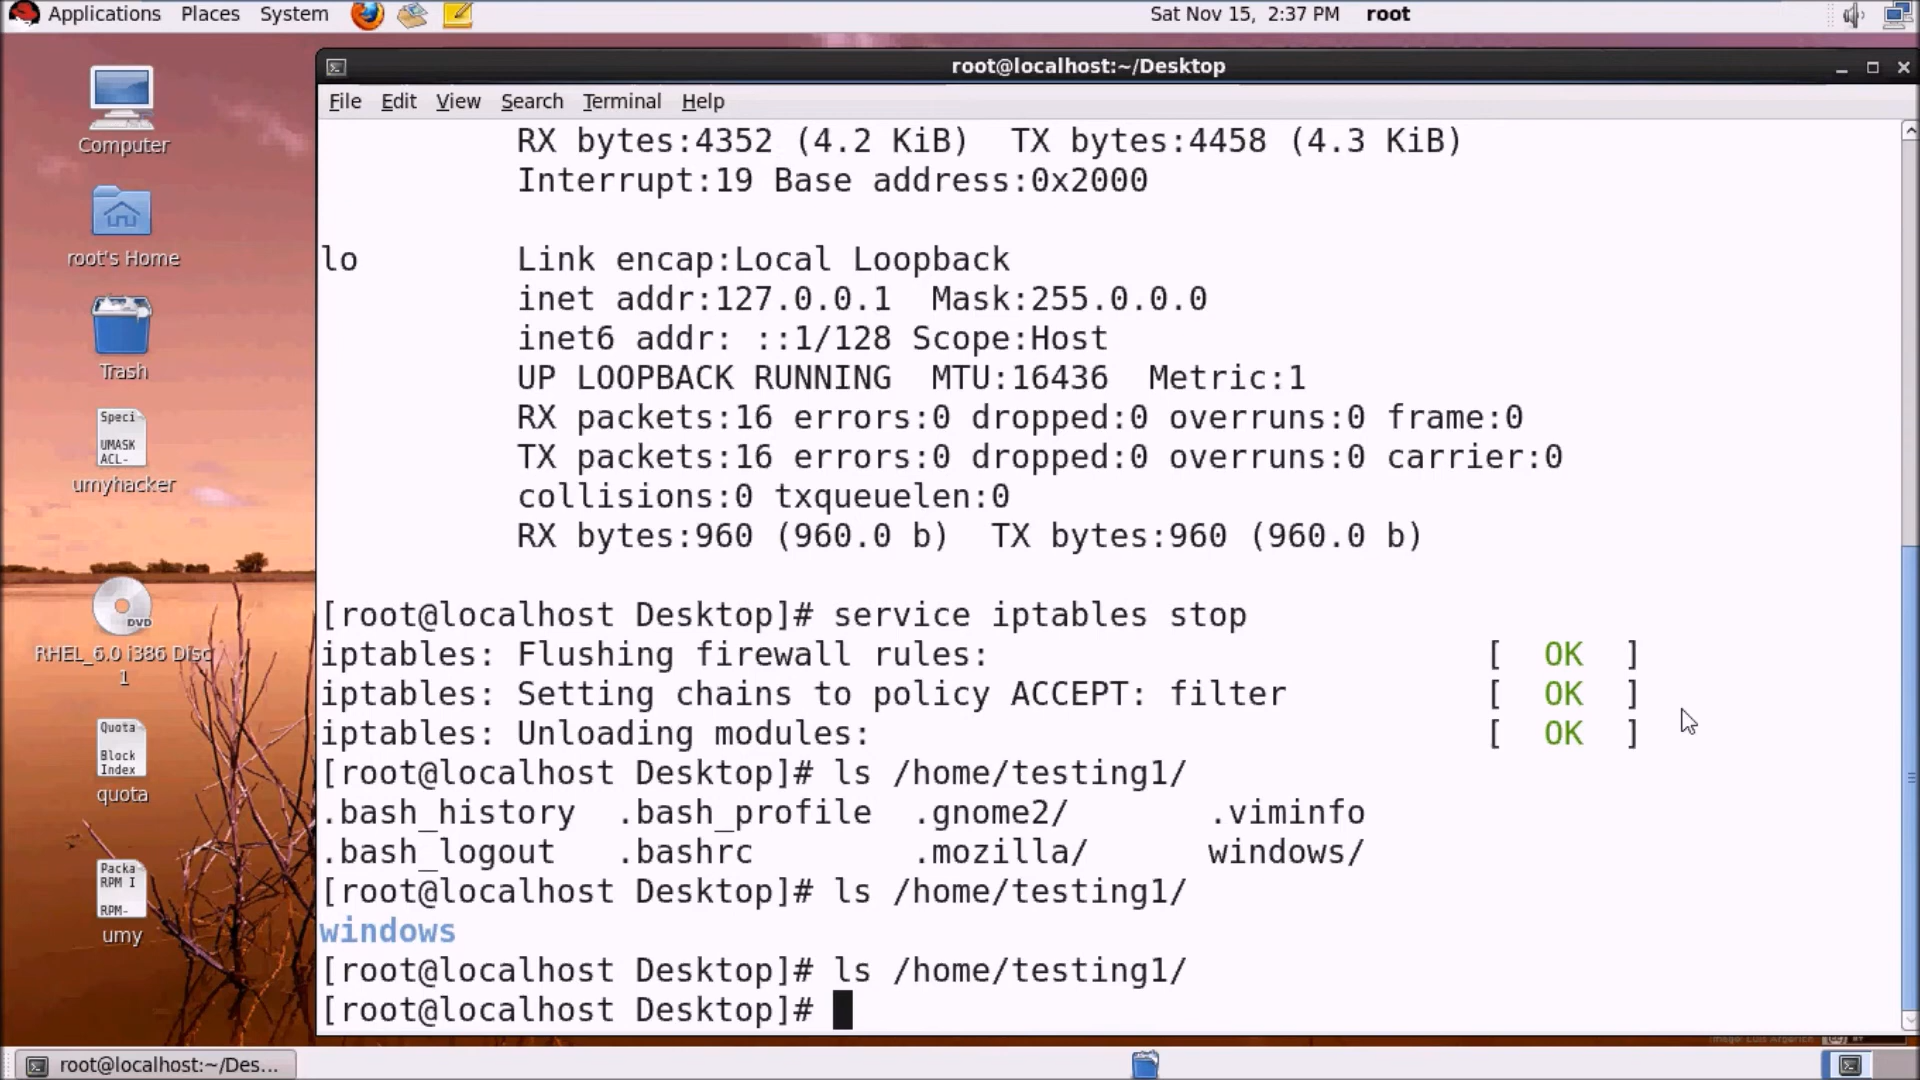 Applications Places System Sat Nov 15, 2:37 PM root
root@localhost:~/Desktop
File Edit View Search Terminal Help
Computer
root's Home
Trash
Speci
UMASK
ACL-
umyhacker
DVD
RHEL_6.0 i386 Disc
1
Quota
Block
Index
quota
Packa
RPM I
RPM-
umy
RX bytes:4352 (4.2 KiB)  TX bytes:4458 (4.3 KiB)
Interrupt:19 Base address:0x2000
lo        Link encap:Local Loopback
inet addr:127.0.0.1  Mask:255.0.0.0
inet6 addr: ::1/128 Scope:Host
UP LOOPBACK RUNNING  MTU:16436  Metric:1
RX packets:16 errors:0 dropped:0 overruns:0 frame:0
TX packets:16 errors:0 dropped:0 overruns:0 carrier:0
collisions:0 txqueuelen:0
RX bytes:960 (960.0 b)  TX bytes:960 (960.0 b)
[root@localhost Desktop]# service iptables stop
iptables: Flushing firewall rules: [  OK  ]
iptables: Setting chains to policy ACCEPT: filter [  OK  ]
iptables: Unloading modules: [  OK  ]
[root@localhost Desktop]# ls /home/testing1/
.bash_history  .bash_profile  .gnome2/  .viminfo
.bash_logout  .bashrc  .mozilla/  windows/
[root@localhost Desktop]# ls /home/testing1/
windows
[root@localhost Desktop]# ls /home/testing1/
[root@localhost Desktop]#
root@localhost:~/Des...